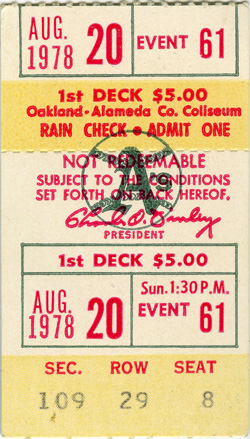 AUG. 1978 20 EVENT 61
1st DECK $5.00
Oakland-Alameda Co. Coliseum
RAIN CHECK • ADMIT ONE
NOT REDEEMABLE
SUBJECT TO THE CONDITIONS
SET FORTH ON BACK HEREOF.
A's
Charles O. Finley
PRESIDENT
1st DECK $5.00
AUG. 1978 20 Sun. 1:30 P.M. EVENT 61
SEC. ROW SEAT
109 29 8